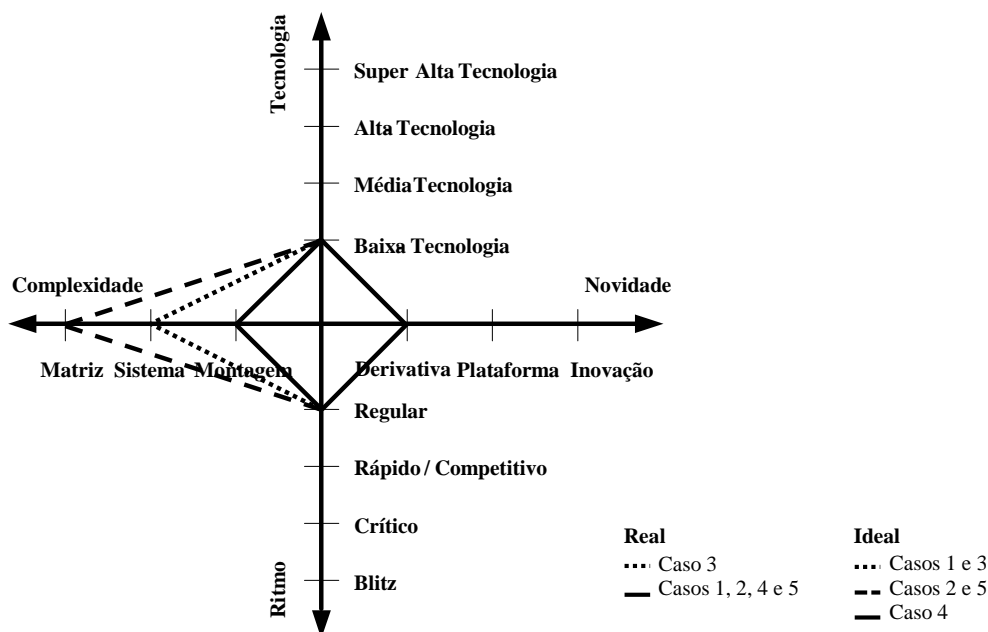 Tecnologia
Super Alta Tecnologia
Alta Tecnologia
Média Tecnologia
Baixa Tecnologia
Complexidade
Novidade
Matriz Sistema Montagem Derivativa Plataforma Inovação
Regular
Rápido / Competitivo
Crítico
Blitz
Ritmo
Real
Caso 3
Casos 1, 2, 4 e 5
Ideal
Casos 1 e 3
Casos 2 e 5
Caso 4